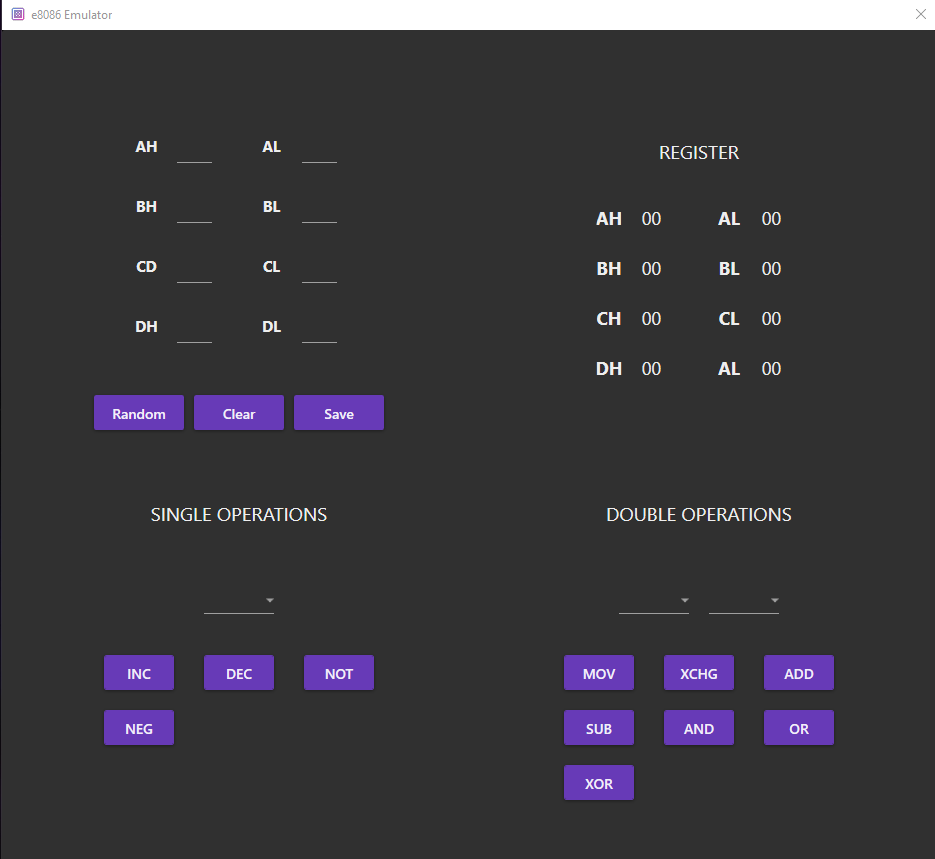 e8086 Emulator
AH AL
BH BL
CD CL
DH DL
Random Clear Save
REGISTER
AH 00 AL 00
BH 00 BL 00
CH 00 CL 00
DH 00 AL 00
SINGLE OPERATIONS
INC DEC NOT
NEG
DOUBLE OPERATIONS
MOV XCHG ADD
SUB AND OR
XOR